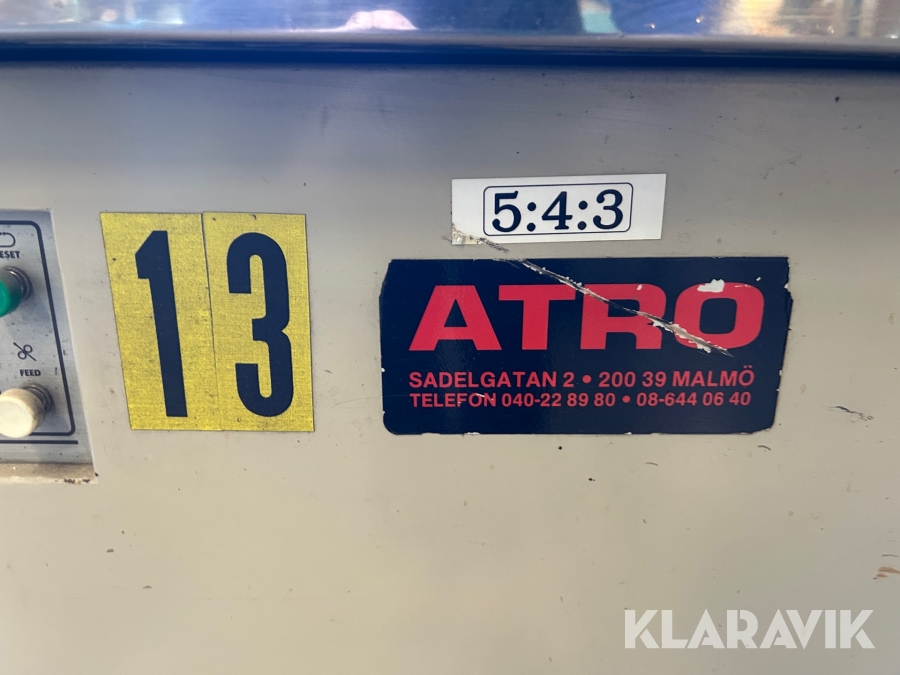 5:4:3
13
ATRO
SADELGATAN 2 • 200 39 MALMÖ
TELEFON 040-22 89 80 • 08-644 06 40
FEED
KLARAVIK